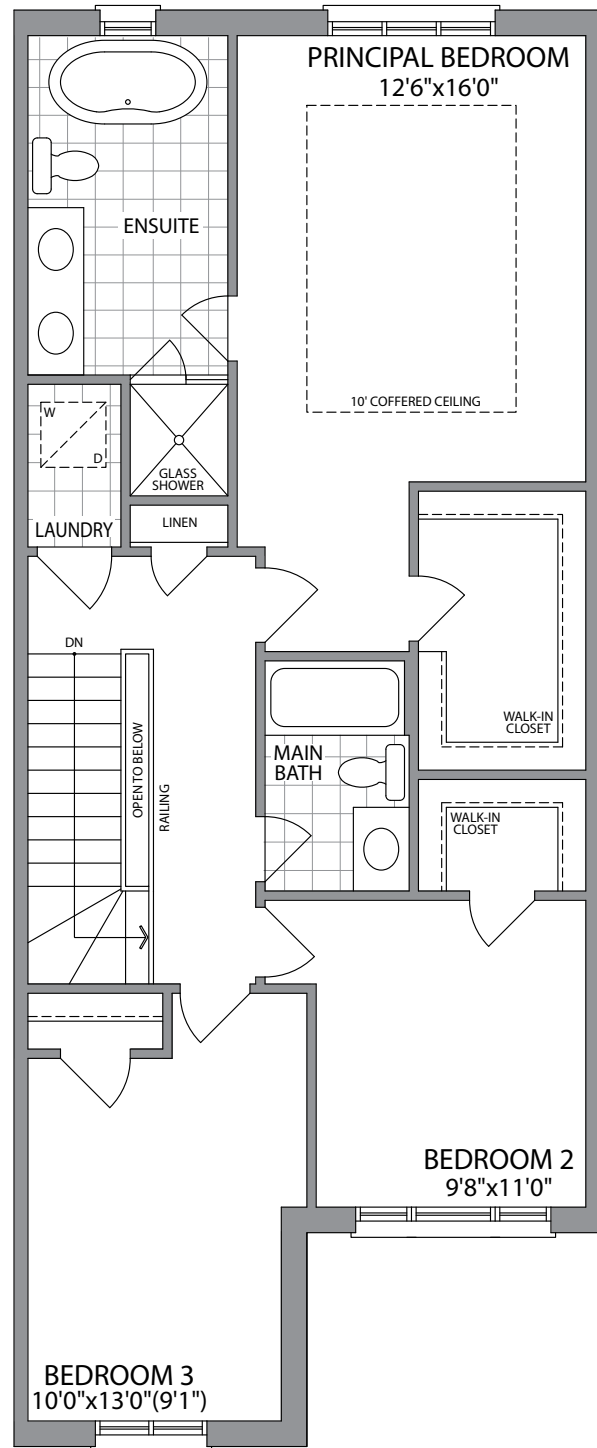 PRINCIPAL BEDROOM
12'6"x16'0"
ENSUITE
10' COFFERED CEILING
W
D
GLASS
SHOWER
LAUNDRY
LINEN
DN
OPEN TO BELOW
RAILING
MAIN
BATH
WALK-IN
CLOSET
WALK-IN
CLOSET
BEDROOM 2
9'8"x11'0"
BEDROOM 3
10'0"x13'0"(9'1")